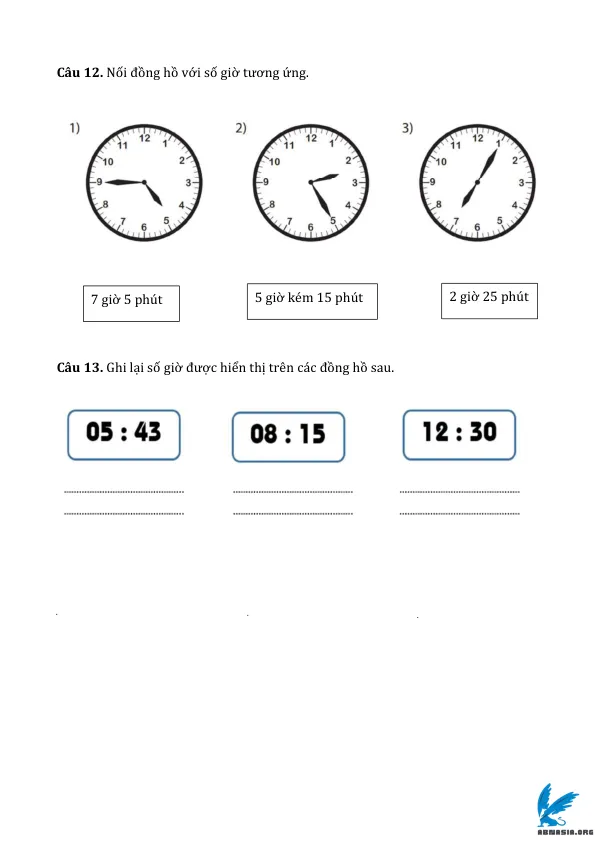 Câu 12. Nối đồng hồ với số giờ tương ứng.
1) 2) 3)
12 1 2 3 4 5 6 7 8 9 10 11
12 1 2 3 4 5 6 7 8 9 10 11
12 1 2 3 4 5 6 7 8 9 10 11
7 giờ 5 phút
5 giờ kém 15 phút
2 giờ 25 phút
Câu 13. Ghi lại số giờ được hiển thị trên các đồng hồ sau.
05 : 43
08 : 15
12 : 30
ABNASIA.ORG